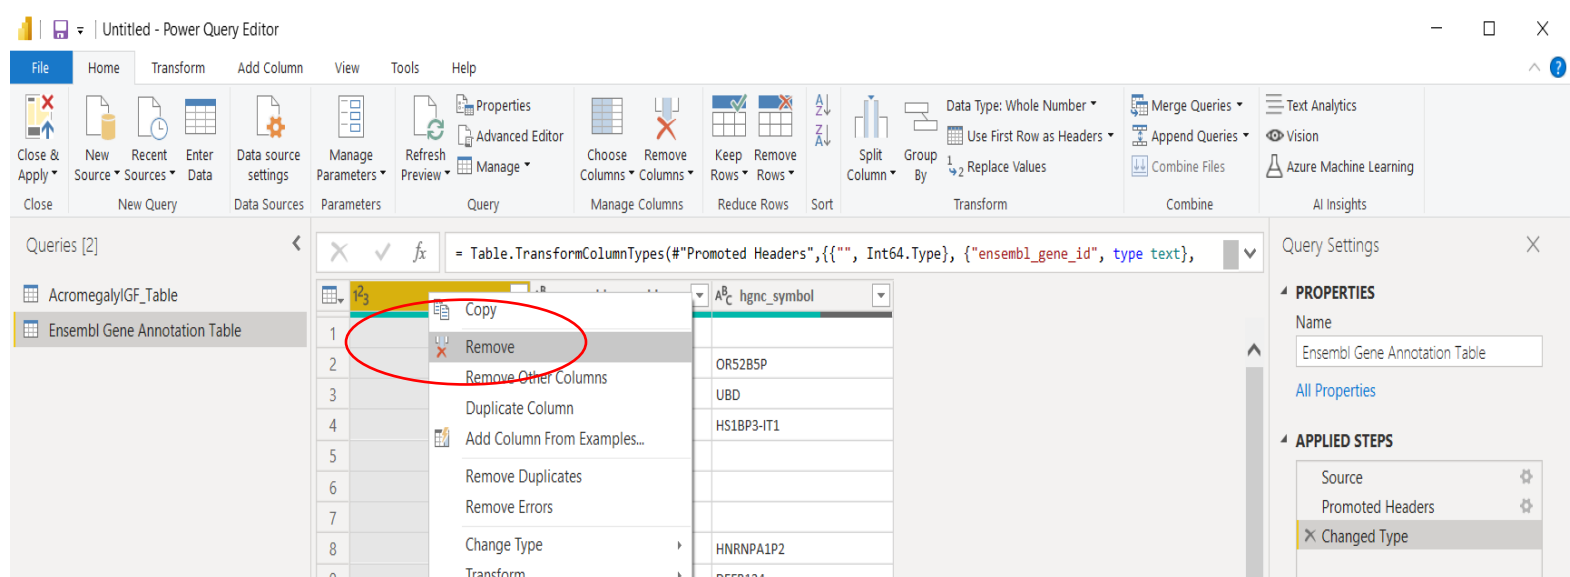 Untitled - Power Query Editor
File Home Transform Add Column View Tools Help
Close & Apply
New Source
Recent Sources
Enter Data
Data source settings
Manage Parameters
Refresh Preview
Properties
Advanced Editor
Manage
Choose Columns
Remove Columns
Keep Rows
Remove Rows
Split Column
Group By
Data Type: Whole Number
Use First Row as Headers
Replace Values
Merge Queries
Append Queries
Combine Files
Text Analytics
Vision
Azure Machine Learning
Close New Query Data Sources Parameters Query Manage Columns Reduce Rows Sort Transform Combine AI Insights
Queries [2]
AcromegalyIGF_Table
Ensembl Gene Annotation Table
fx = Table.TransformColumnTypes(#"Promoted Headers",{{"", Int64.Type}, {"ensembl_gene_id", type text},
123
ABC hgnc_symbol
1
2 OR52B5P
3 UBD
4 HS1BP3-IT1
5
6
7
8 HNRNPA1P2
Copy
Remove
Remove Other Columns
Duplicate Column
Add Column From Examples...
Remove Duplicates
Remove Errors
Change Type
Transform
Query Settings
PROPERTIES
Name
Ensembl Gene Annotation Table
All Properties
APPLIED STEPS
Source
Promoted Headers
Changed Type